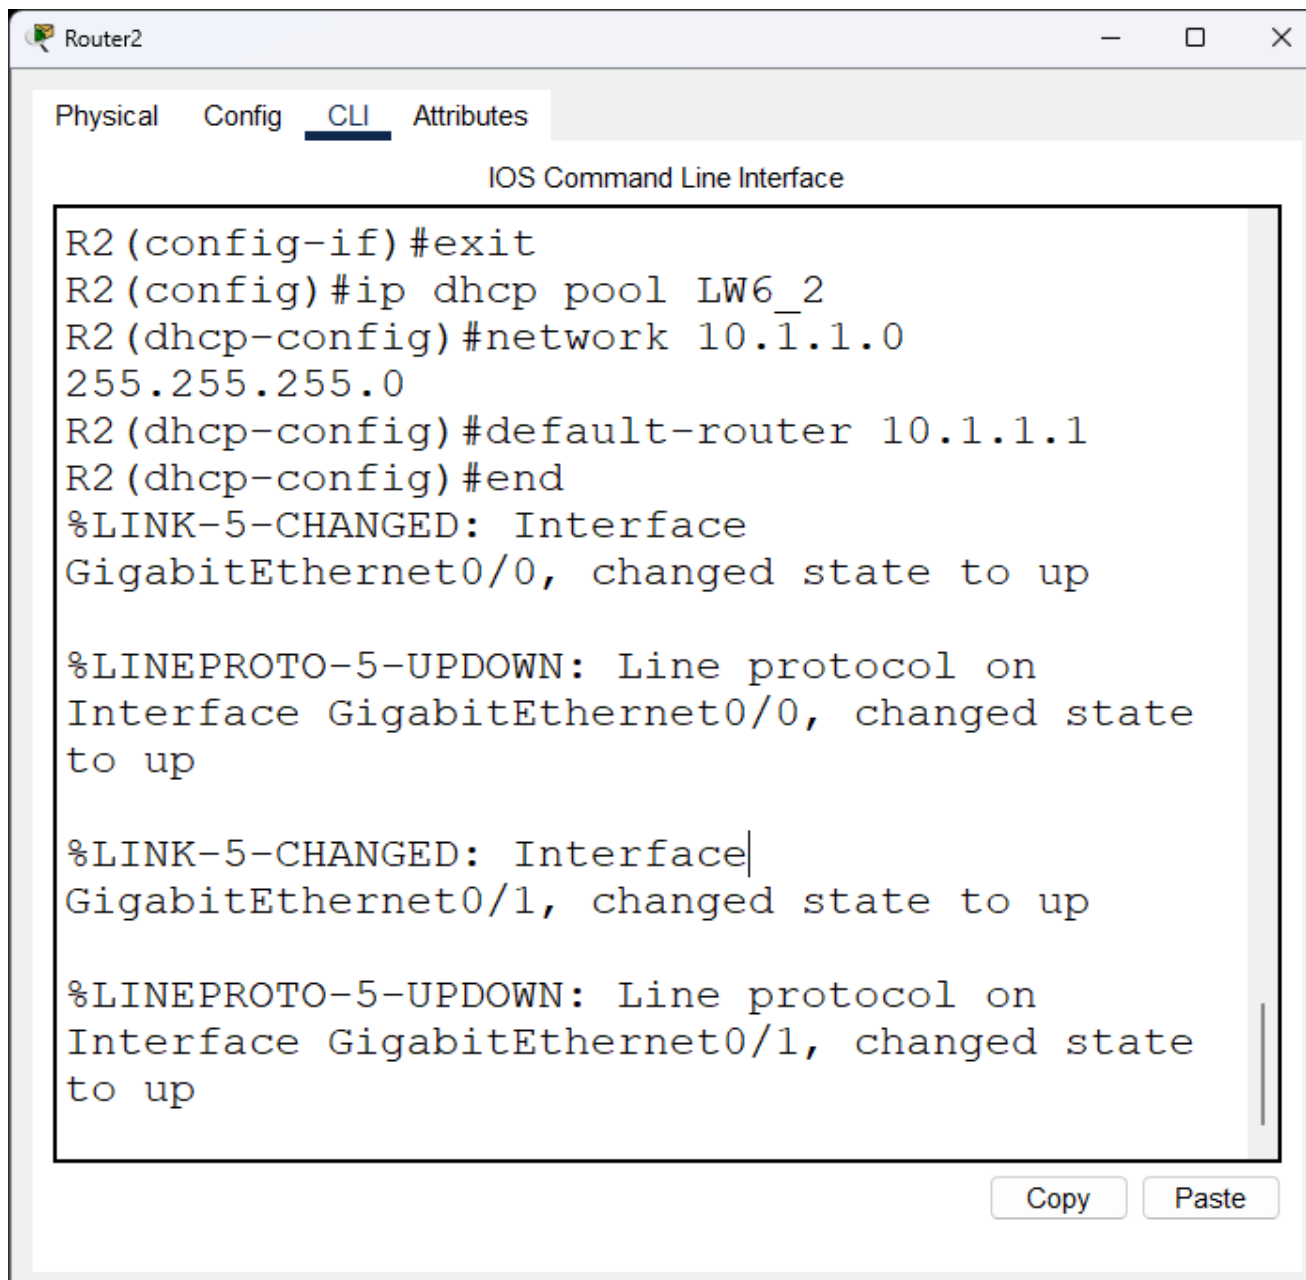 Router2
Physical Config CLI Attributes
IOS Command Line Interface
R2(config-if)#exit
R2(config)#ip dhcp pool LW6_2
R2(dhcp-config)#network 10.1.1.0
255.255.255.0
R2(dhcp-config)#default-router 10.1.1.1
R2(dhcp-config)#end
%LINK-5-CHANGED: Interface
GigabitEthernet0/0, changed state to up
%LINEPROTO-5-UPDOWN: Line protocol on
Interface GigabitEthernet0/0, changed state
to up
%LINK-5-CHANGED: Interface
GigabitEthernet0/1, changed state to up
%LINEPROTO-5-UPDOWN: Line protocol on
Interface GigabitEthernet0/1, changed state
to up
Copy Paste